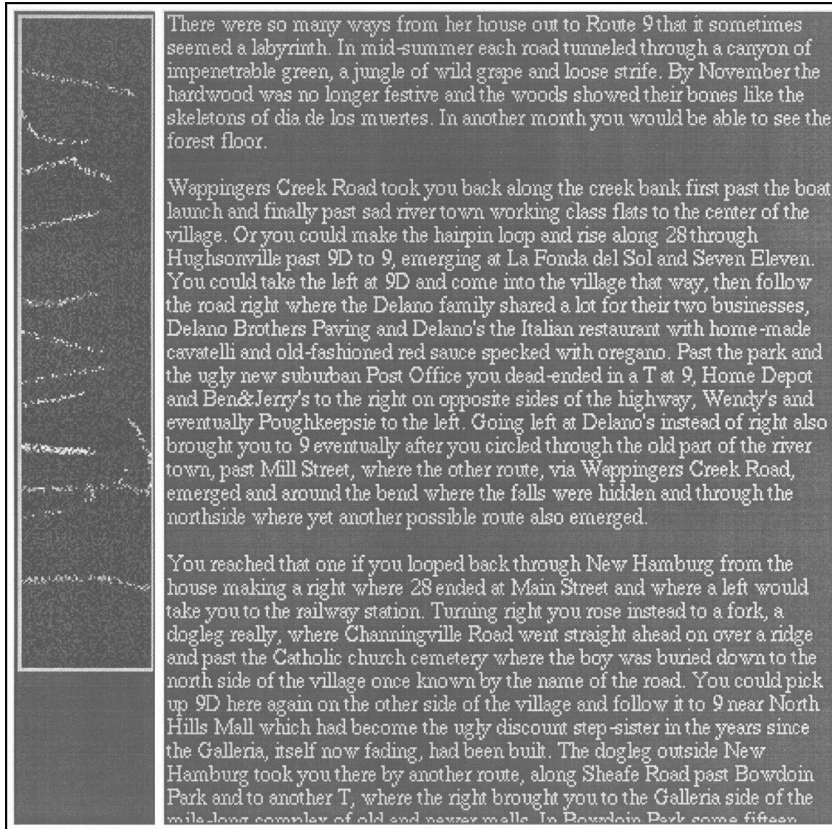 There were so many ways from her house out to Route 9 that it sometimes
seemed a labyrinth. In mid-summer each road tunneled through a canyon of
impenetrable green, a jungle of wild grape and loose strife. By November the
hardwood was no longer festive and the woods showed their bones like the
skeletons of dia de los muertes. In another month you would be able to see the
forest floor.
Wappingers Creek Road took you back along the creek bank first past the boat
launch and finally past sad river town working class flats to the center of the
village. Or you could make the hairpin loop and rise along 28 through
Hughsonville past 9D to 9, emerging at La Fonda del Sol and Seven Eleven.
You could take the left at 9D and come into the village that way, then follow
the road right where the Delano family shared a lot for their two businesses,
Delano Brothers Paving and Delano's the Italian restaurant with home-made
cavatelli and old-fashioned red sauce specked with oregano. Past the park and
the ugly new suburban Post Office you dead-ended in a T at 9, Home Depot
and Ben&Jerry's to the right on opposite sides of the highway, Wendy's and
eventually Poughkeepsie to the left. Going left at Delano's instead of right also
brought you to 9 eventually after you circled through the old part of the river
town, past Mill Street, where the other route, via Wappingers Creek Road,
emerged and around the bend where the falls were hidden and through the
northside where yet another possible route also emerged.
You reached that one if you looped back through New Hamburg from the
house making a right where 28 ended at Main Street and where a left would
take you to the railway station. Turning right you rose instead to a fork, a
dogleg really, where Channingville Road went straight ahead on over a ridge
and past the Catholic church cemetery where the boy was buried down to the
north side of the village once known by the name of the road. You could pick
up 9D here again on the other side of the village and follow it to 9 near North
Hills Mall which had become the ugly discount step-sister in the years since
the Galleria, itself now fading, had been built. The dogleg outside New
Hamburg took you there by another route, along Sheafe Road past Bowdoin
Park and to another T, where the right brought you to the Galleria side of the
mile-long complex of old and newer malls. In Bowdoin Park some fifteen